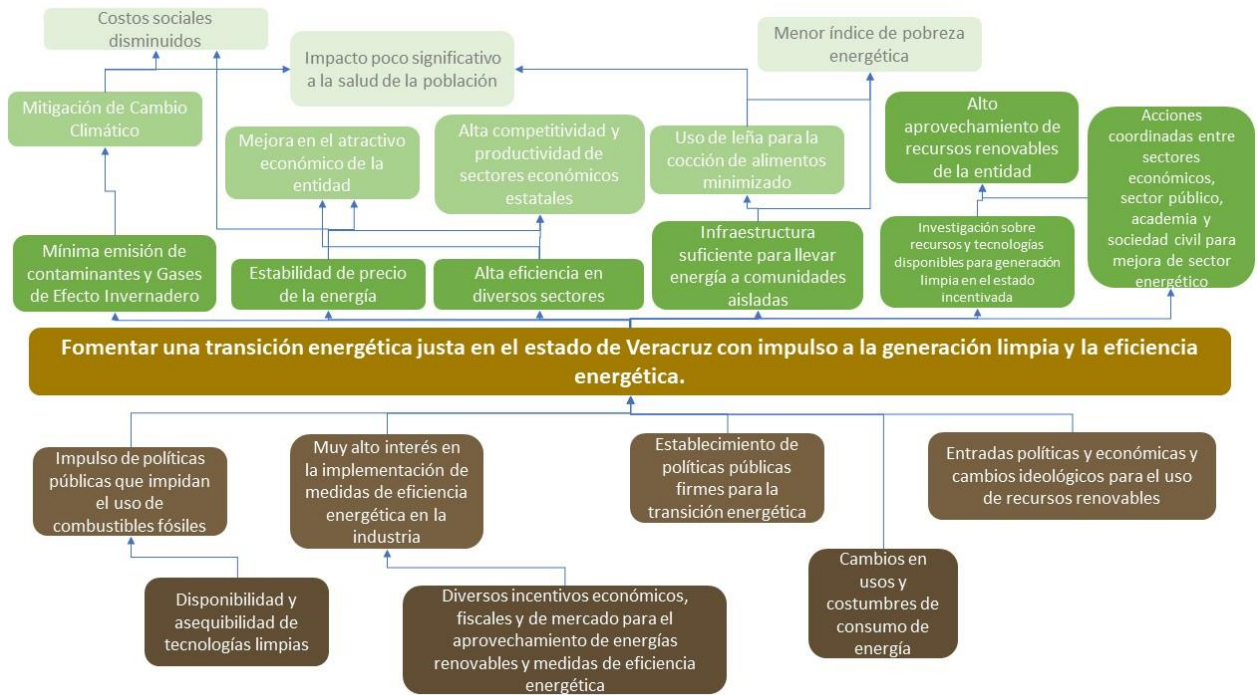 Costos sociales
disminuidos
Impacto poco significativo
a la salud de la población
Menor índice de pobreza
energética
Mitigación de Cambio
Climático
Mejora en el atractivo
económico de la
entidad
Alta competitividad y
productividad de
sectores económicos
estatales
Uso de leña para la
cocción de alimentos
minimizado
Alto
aprovechamiento de
recursos renovables
de la entidad
Acciones
coordinadas entre
sectores
económicos,
sector público,
academia y
sociedad civil para
mejora de sector
energético
Mínima emisión de
contaminantes y Gases
de Efecto Invernadero
Estabilidad de precio
de la energía
Alta eficiencia en
diversos sectores
Infraestructura
suficiente para llevar
energía a comunidades
aisladas
Investigación sobre
recursos y tecnologías
disponibles para generación
limpia en el estado
incentivada
Fomentar una transición energética justa en el estado de Veracruz con impulso a la generación limpia y la eficiencia
energética.
Impulso de políticas
públicas que impidan
el uso de
combustibles fósiles
Muy alto interés en
la implementación de
medidas de eficiencia
energética en la
industria
Establecimiento de
políticas públicas
firmes para la
transición energética
Entradas políticas y económicas y
cambios ideológicos para el uso
de recursos renovables
Disponibilidad y
asequibilidad de
tecnologías limpias
Diversos incentivos económicos,
fiscales y de mercado para el
aprovechamiento de energías
renovables y medidas de eficiencia
energética
Cambios en
usos y
costumbres de
consumo de
energía